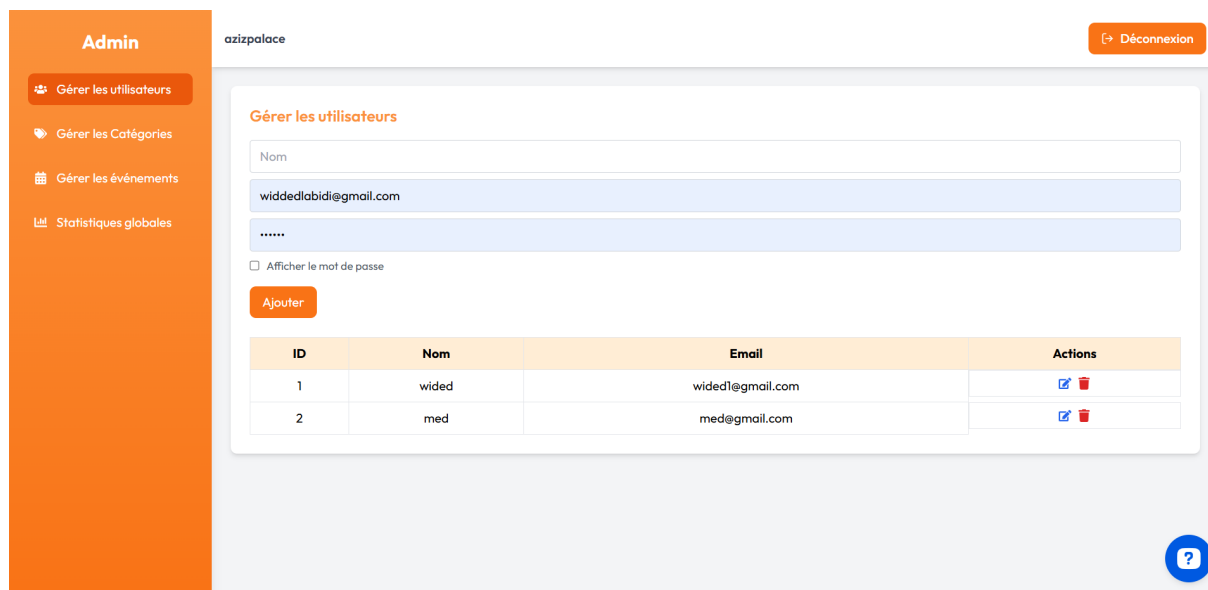 Admin
azizpalace
Déconnexion
Gérer les utilisateurs
Gérer les Catégories
Gérer les événements
Statistiques globales
Gérer les utilisateurs
Nom
widdedlabidi@gmail.com
••••••
Afficher le mot de passe
Ajouter
ID Nom Email Actions
1 wided wided1@gmail.com
2 med med@gmail.com
?